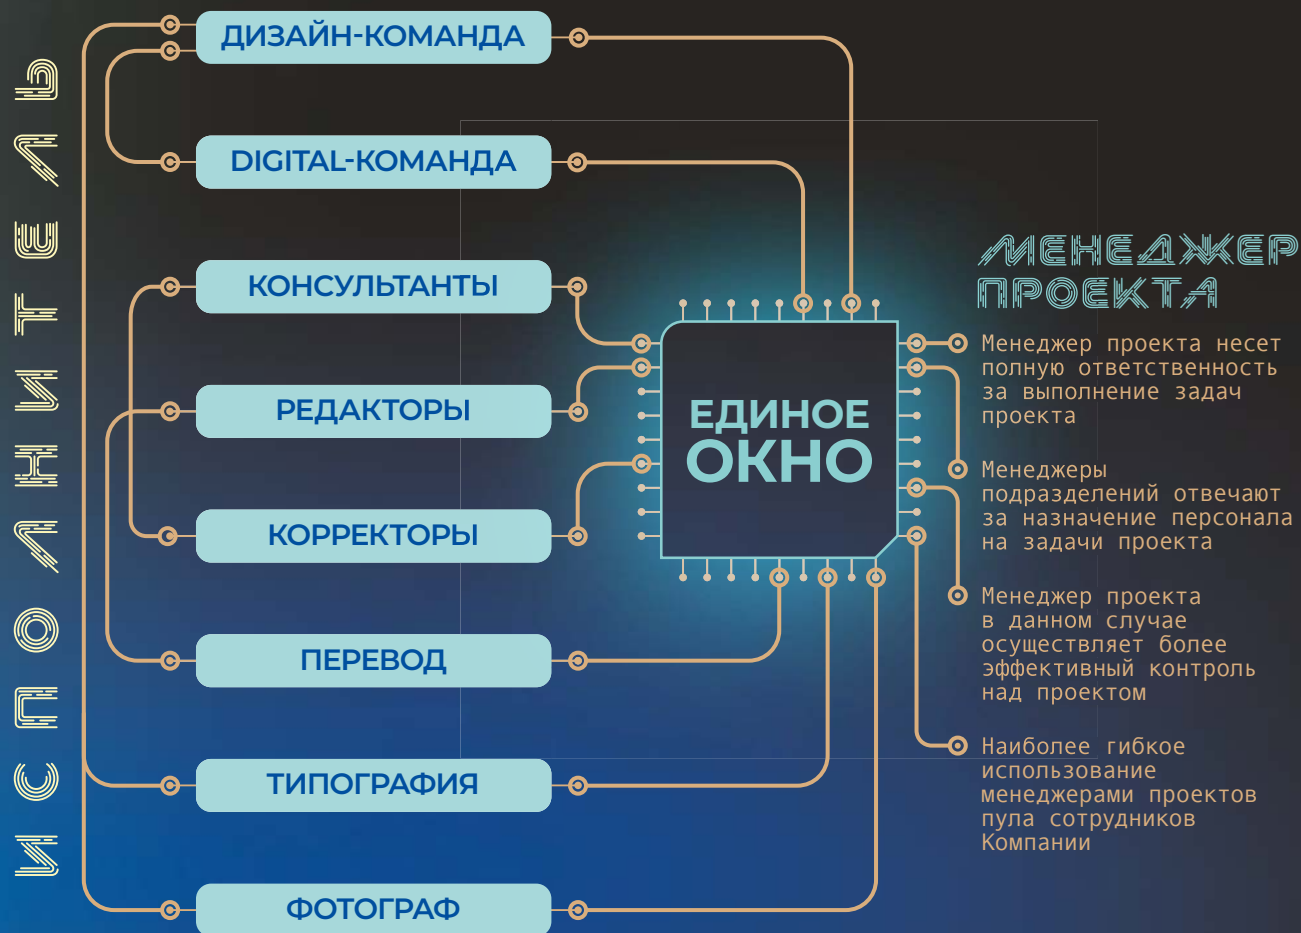 ИСПОЛНИТЕЛЬ
ДИЗАЙН-КОМАНДА
DIGITAL-КОМАНДА
КОНСУЛЬТАНТЫ
РЕДАКТОРЫ
КОРРЕКТОРЫ
ПЕРЕВОД
ТИПОГРАФИЯ
ФОТОГРАФ
ЕДИНОЕ
ОКНО
МЕНЕДЖЕР
ПРОЕКТА
Менеджер проекта несет
полную ответственность
за выполнение задач
проекта
Менеджеры
подразделений отвечают
за назначение персонала
на задачи проекта
Менеджер проекта
в данном случае
осуществляет более
эффективный контроль
над проектом
Наиболее гибкое
использование
менеджерами проектов
пула сотрудников
Компании